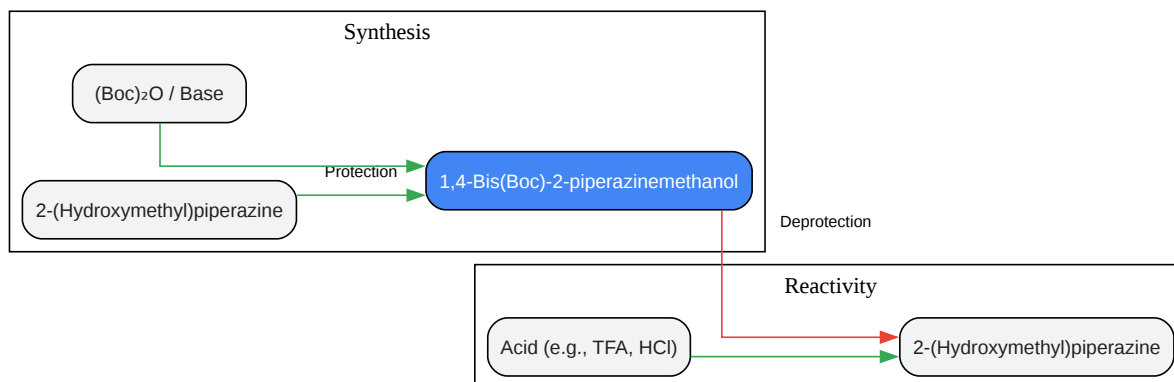 Synthesis
(Boc)₂O / Base
Protection
1,4-Bis(Boc)-2-piperazinemethanol
2-(Hydroxymethyl)piperazine
Deprotection
Reactivity
Acid (e.g., TFA, HCl)
2-(Hydroxymethyl)piperazine